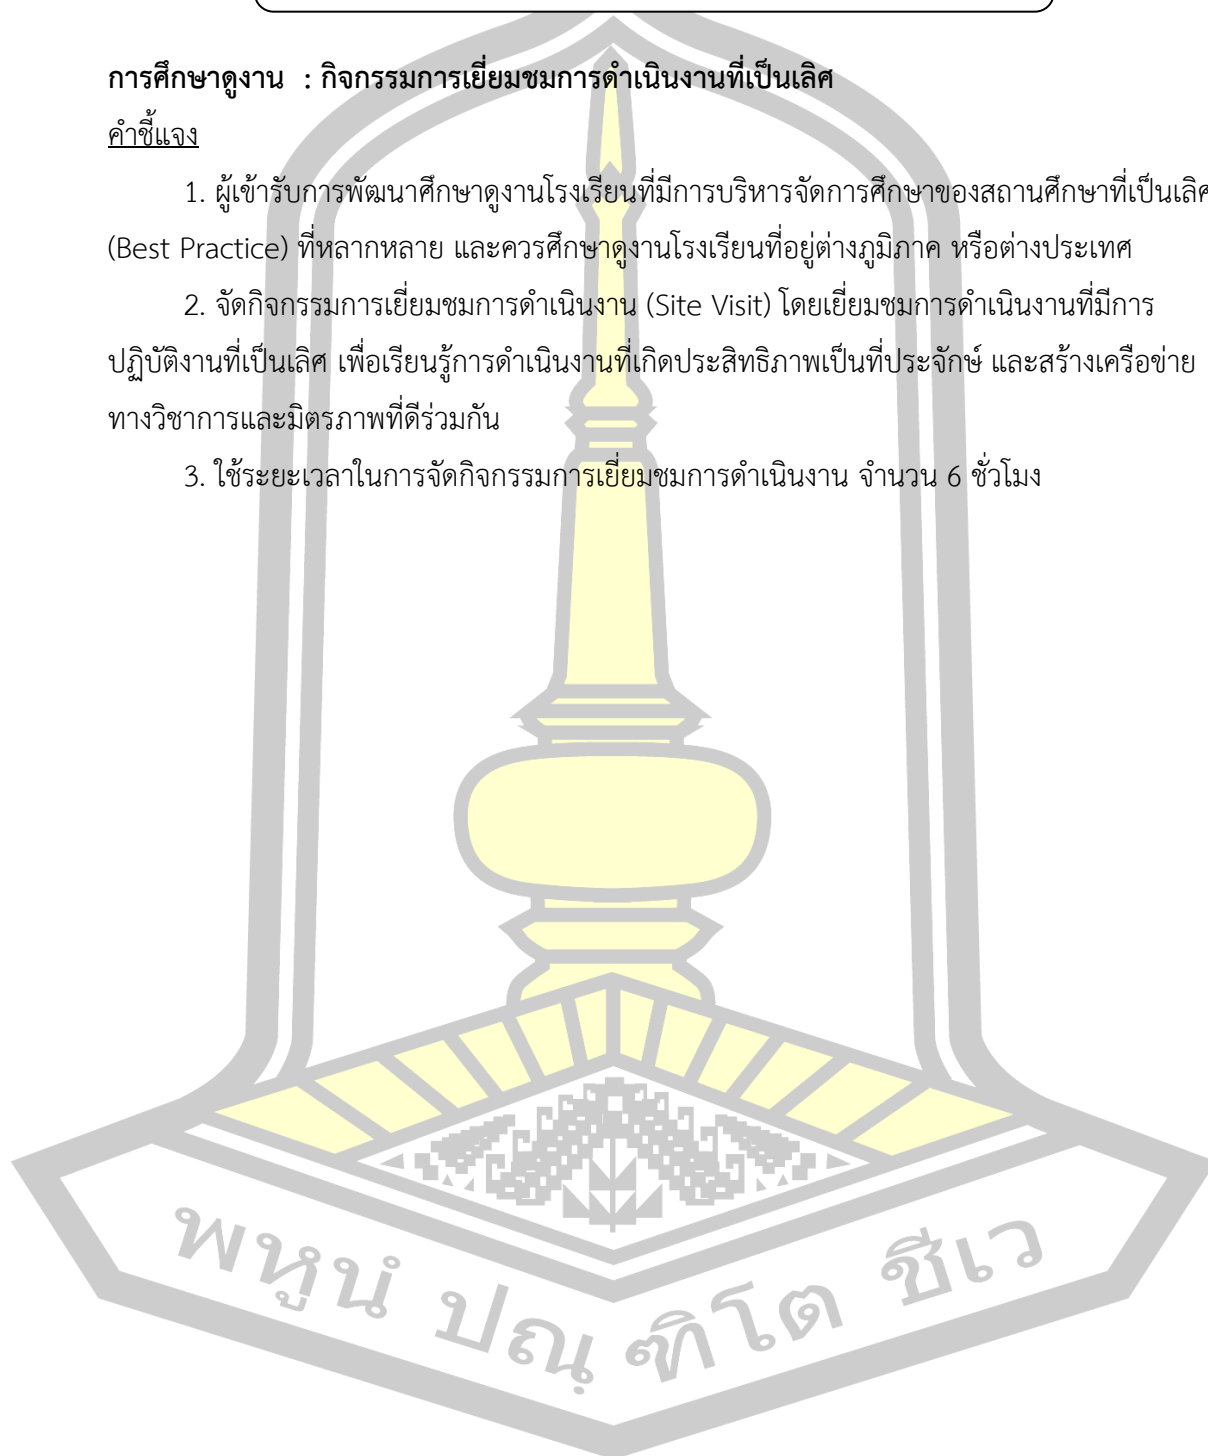 การศึกษาดูงาน : กิจกรรมการเยี่ยมชมการดำเนินงานที่เป็นเลิศ
คำชี้แจง
1. ผู้เข้ารับการพัฒนาศึกษาดูงานโรงเรียนที่มีการบริหารจัดการศึกษาของสถานศึกษาที่เป็นเลิศ
(Best Practice) ที่หลากหลาย และควรศึกษาดูงานโรงเรียนที่อยู่ต่างภูมิภาค หรือต่างประเทศ
2. จัดกิจกรรมการเยี่ยมชมการดำเนินงาน (Site Visit) โดยเยี่ยมชมการดำเนินงานที่มีการ
ปฏิบัติงานที่เป็นเลิศ เพื่อเรียนรู้การดำเนินงานที่เกิดประสิทธิภาพเป็นที่ประจักษ์ และสร้างเครือข่าย
ทางวิชาการและมิตรภาพที่ดีร่วมกัน
3. ใช้ระยะเวลาในการจัดกิจกรรมการเยี่ยมชมการดำเนินงาน จำนวน 6 ชั่วโมง
พหูนํ ปณฺฑิโต ชีเว